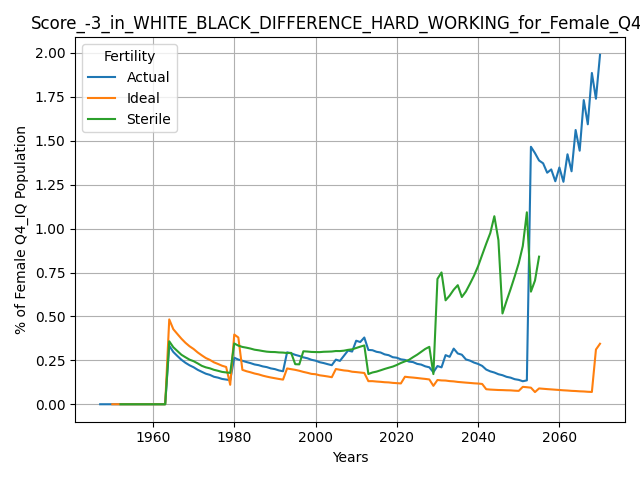 Score_-3_in_WHITE_BLACK_DIFFERENCE_HARD_WORKING_for_Female_Q4
Fertility
Actual
Ideal
Sterile
% of Female Q4_IQ Population
2.00
1.75
1.50
1.25
1.00
0.75
0.50
0.25
0.00
1960 1980 2000 2020 2040 2060
Years